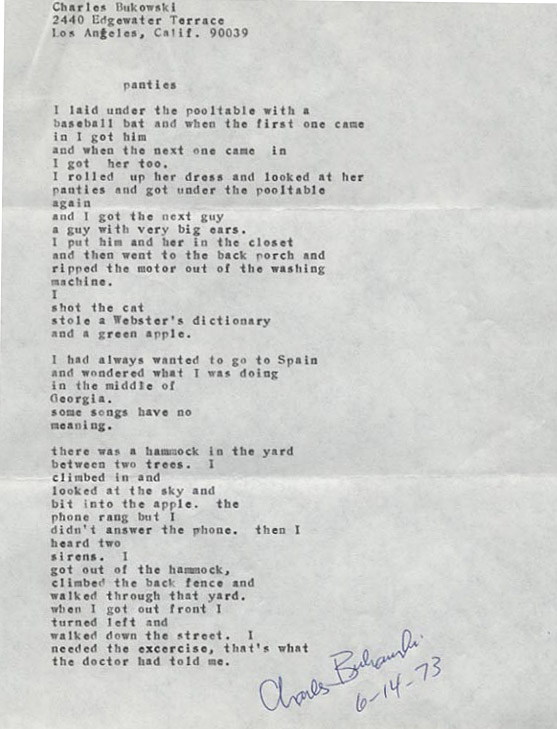 Charles Bukowski
2440 Edgewater Terrace
Los Angeles, Calif. 90039
panties
I laid under the pooltable with a
baseball bat and when the first one came
in I got him
and when the next one came in
I got her too.
I rolled up her dress and looked at her
panties and got under the pooltable
again
and I got the next guy
a guy with very big ears.
I put him and her in the closet
and then went to the back porch and
ripped the motor out of the washing
machine.
I
shot the cat
stole a Webster's dictionary
and a green apple.
I had always wanted to go to Spain
and wondered what I was doing
in the middle of
Georgia.
some songs have no
meaning.
there was a hammock in the yard
between two trees. I
climbed in and
looked at the sky and
bit into the apple. the
phone rang but I
didn't answer the phone. then I
heard two
sirens. I
got out of the hammock,
climbed the back fence and
walked through that yard.
when I got out front I
turned left and
walked down the street. I
needed the excercise, that's what
the doctor had told me.
Charles Bukowski
6-14-73